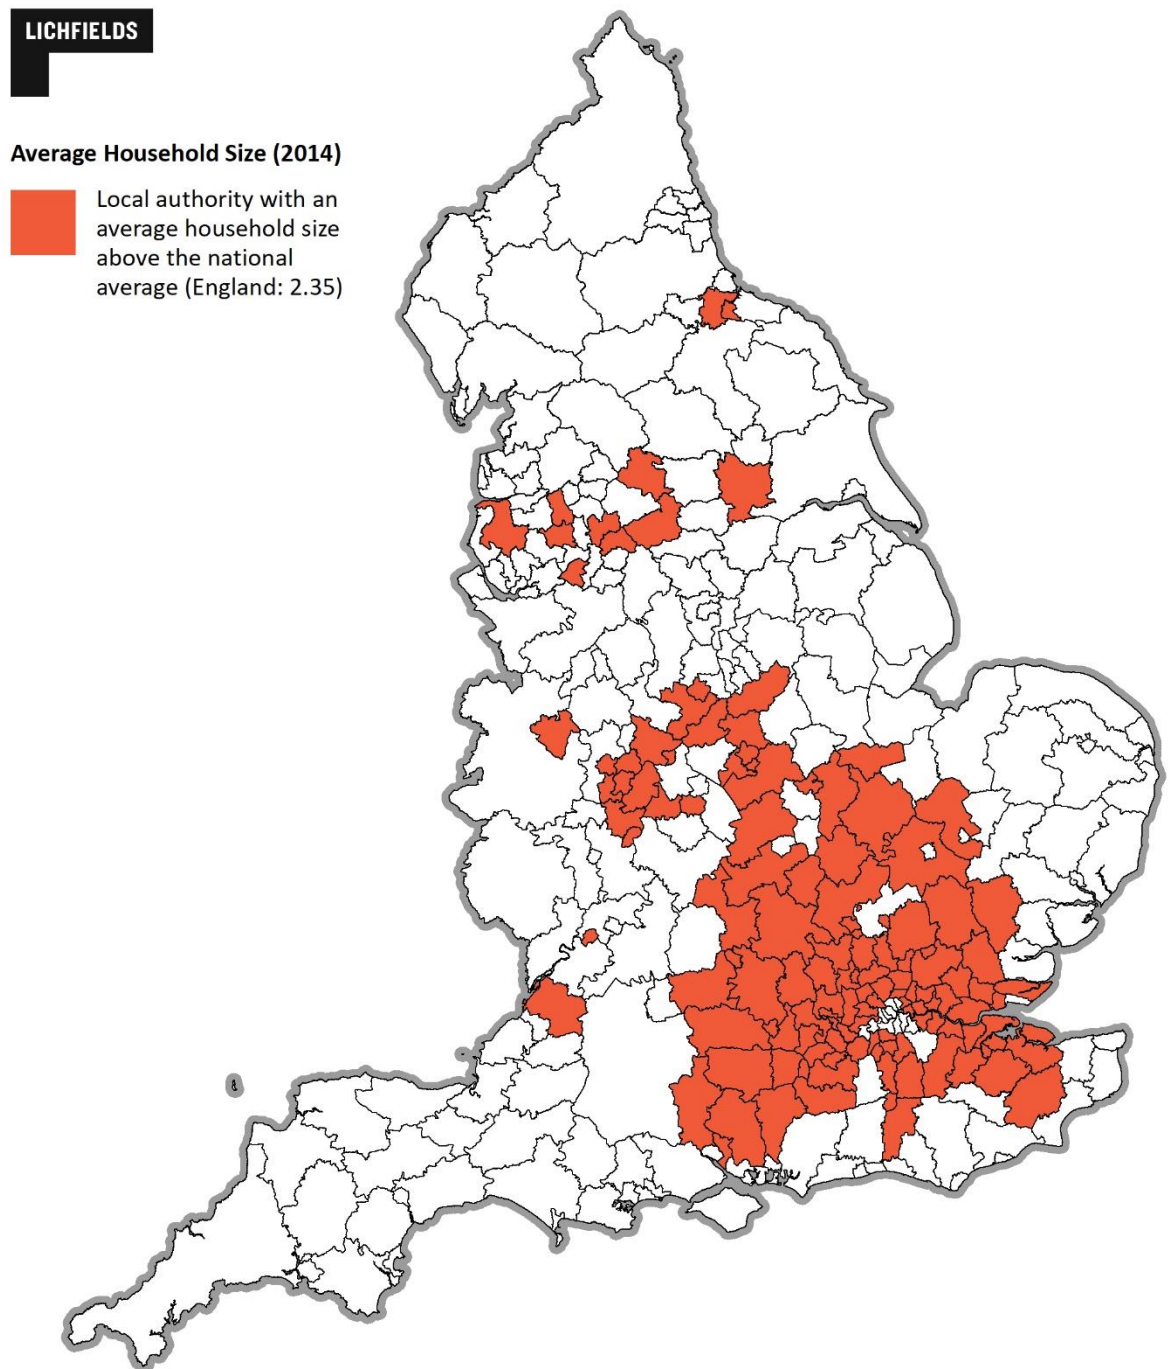 LICHFIELDS
Average Household Size (2014)
Local authority with an
average household size
above the national
average (England: 2.35)